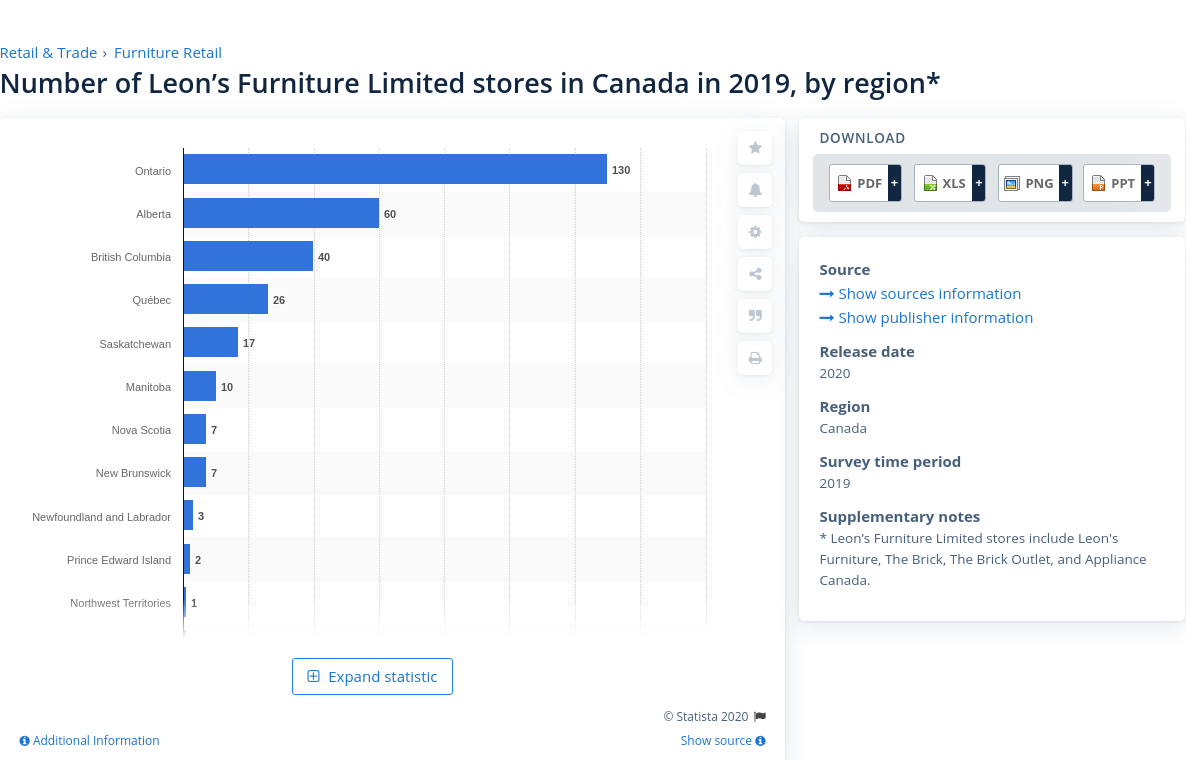 Retail & Trade › Furniture Retail
Number of Leon’s Furniture Limited stores in Canada in 2019, by region*
Ontario 130
Alberta 60
British Columbia 40
Québec 26
Saskatchewan 17
Manitoba 10
Nova Scotia 7
New Brunswick 7
Newfoundland and Labrador 3
Prince Edward Island 2
Northwest Territories 1
Expand statistic
© Statista 2020
Additional Information
Show source
DOWNLOAD
PDF + XLS + PNG + PPT +
Source
Show sources information
Show publisher information
Release date
2020
Region
Canada
Survey time period
2019
Supplementary notes
* Leon’s Furniture Limited stores include Leon's
Furniture, The Brick, The Brick Outlet, and Appliance
Canada.